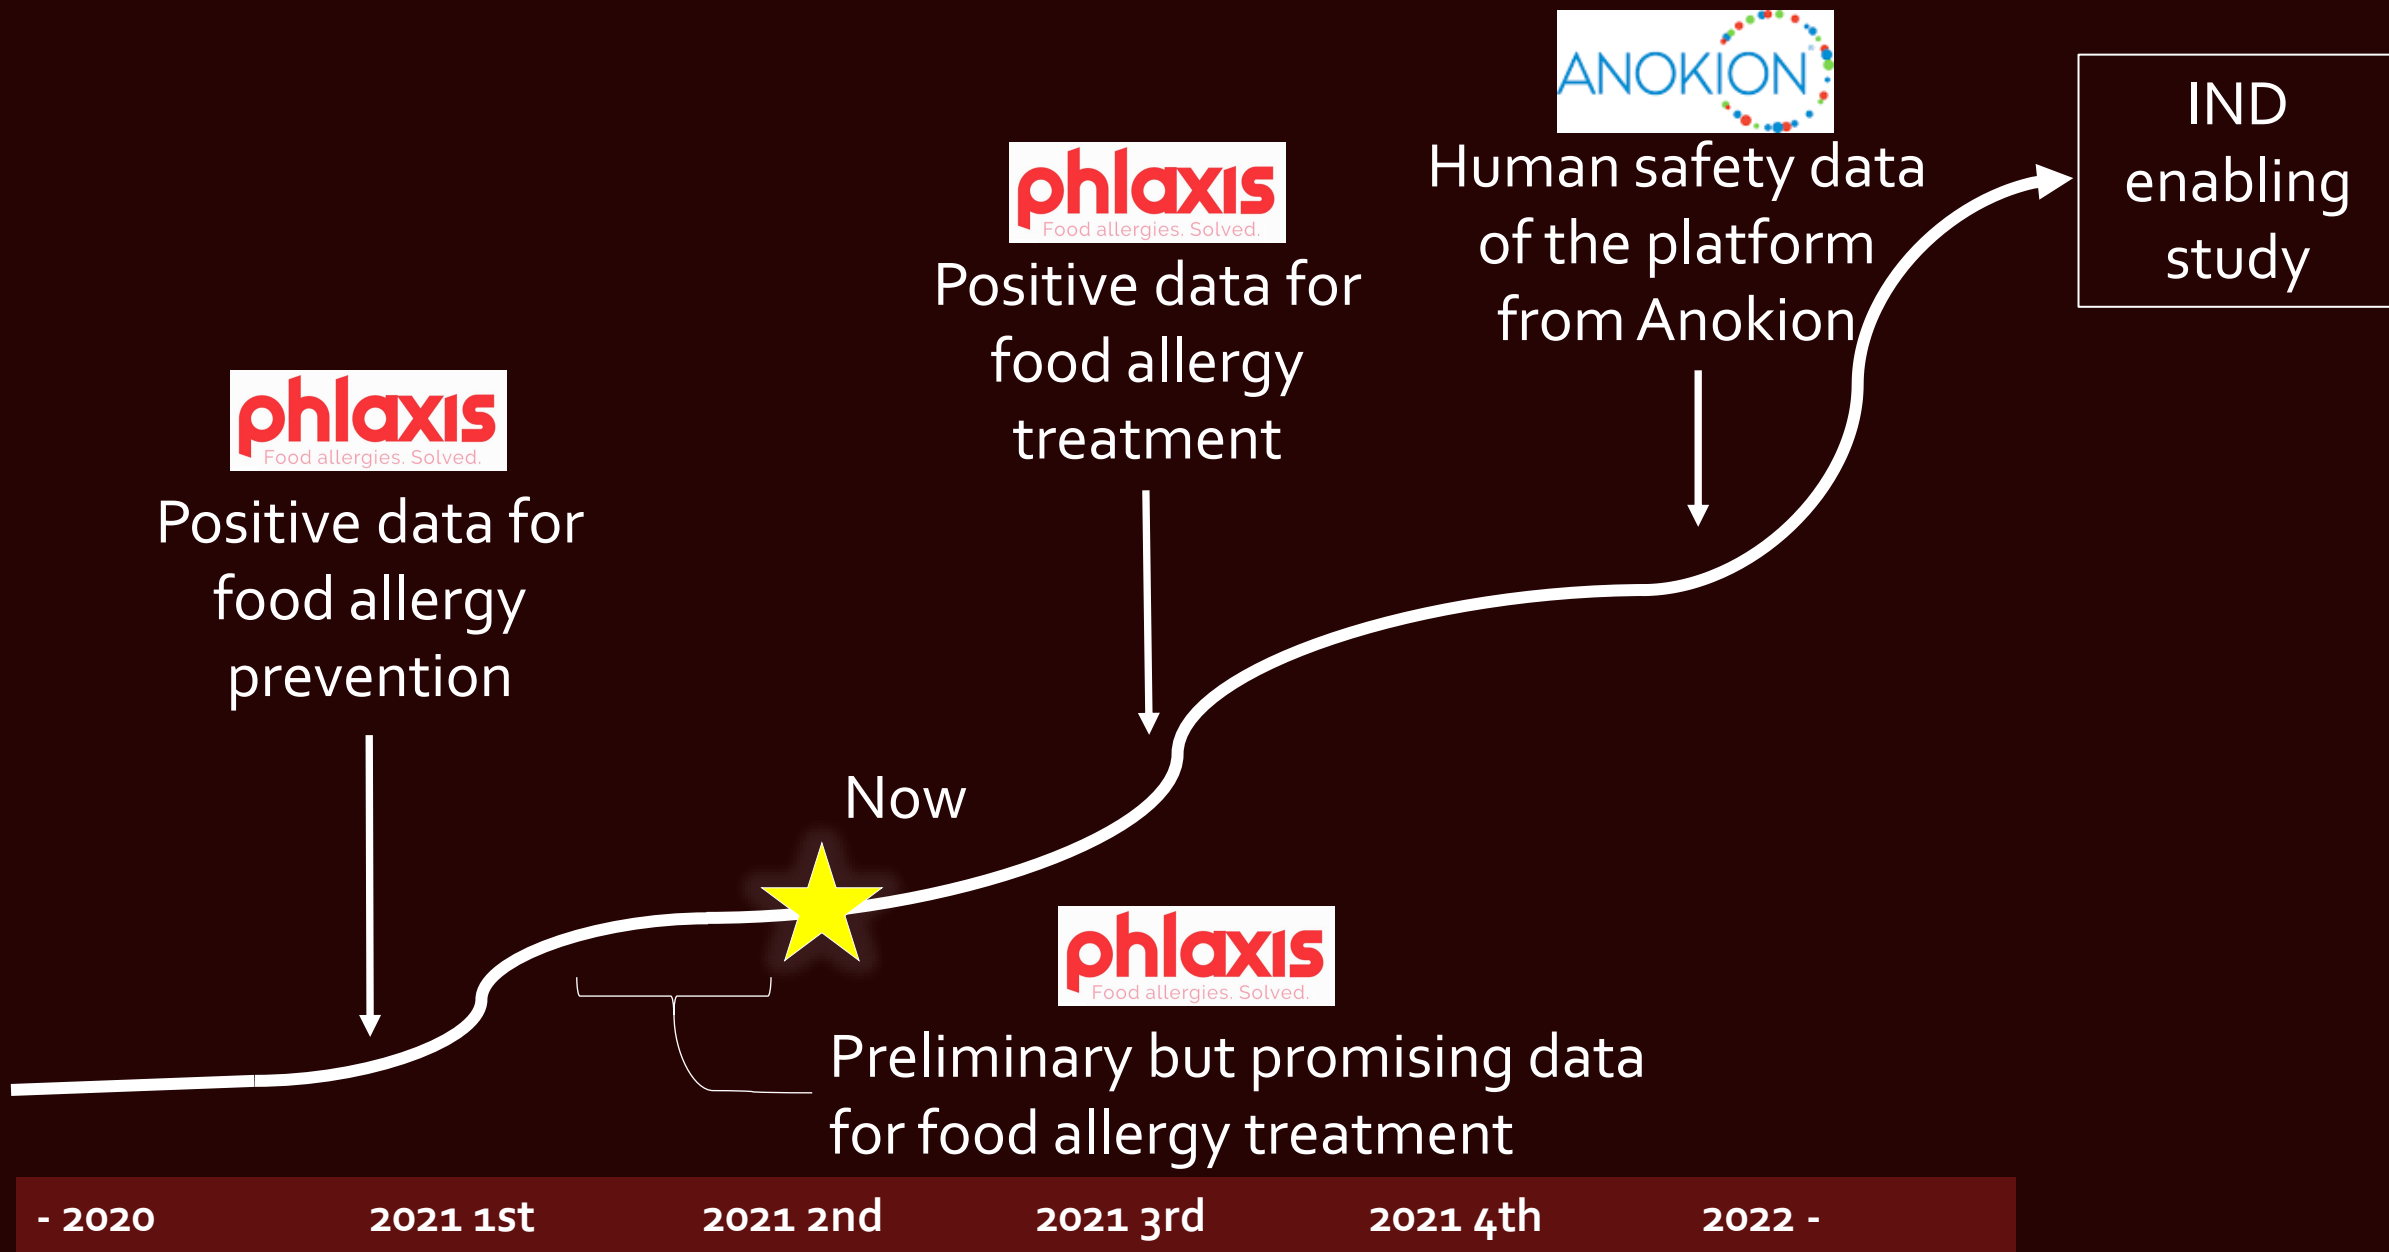 phlaxis
Food allergies. Solved.
Positive data for
food allergy
prevention
phlaxis
Food allergies. Solved.
Positive data for
food allergy
treatment
ANOKION
Human safety data
of the platform
from Anokion
IND
enabling
study
Now
phlaxis
Food allergies. Solved.
Preliminary but promising data
for food allergy treatment
- 2020 2021 1st 2021 2nd 2021 3rd 2021 4th 2022 -